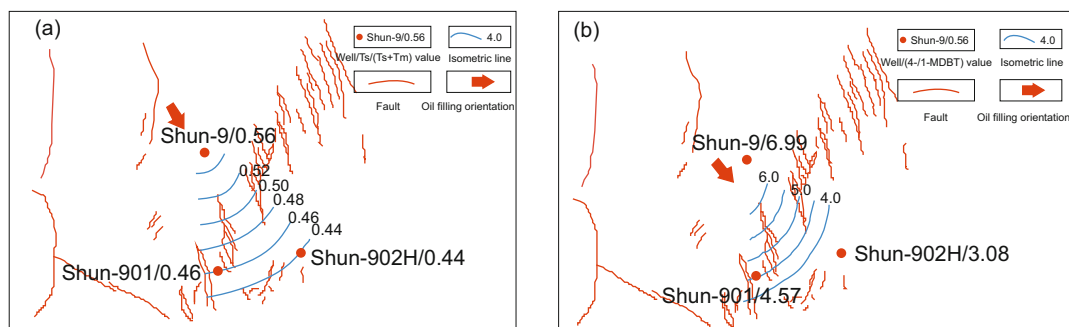 (a)
Shun-9/0.56
4.0
Well/Ts/(Ts+Tm) value
Isometric line
Fault
Oil filling orientation
Shun-9/0.56
0.52
0.50
0.48
0.46
0.44
Shun-901/0.46
Shun-902H/0.44
(b)
Shun-9/0.56
4.0
Well/(4-/1-MDBT) value
Isometric line
Fault
Oil filling orientation
Shun-9/6.99
6.0
5.0
4.0
Shun-902H/3.08
Shun-901/4.57